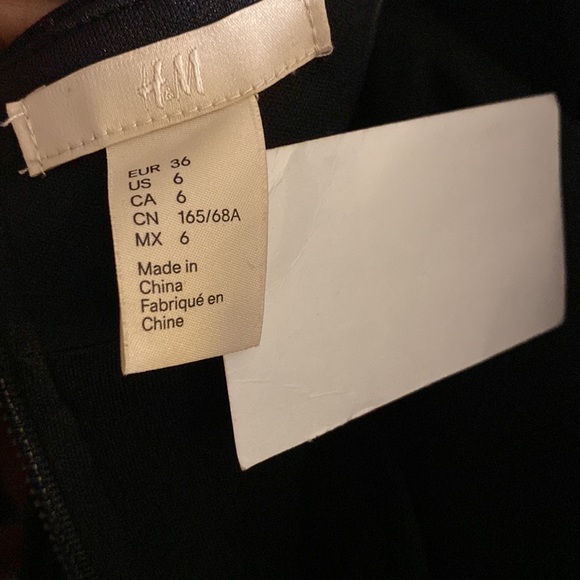 H&M
EUR 36
US 6
CA 6
CN 165/68A
MX 6
Made in
China
Fabriqué en
Chine